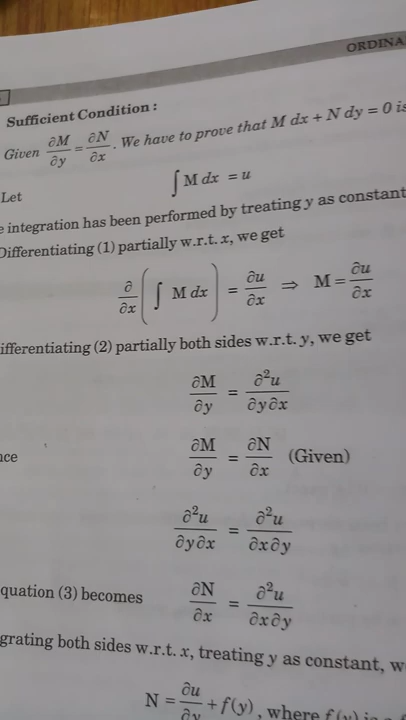 ORDINA
Sufficient Condition :
Given ∂M/∂y = ∂N/∂x . We have to prove that M dx + N dy = 0 is
Let ∫ M dx = u
integration has been performed by treating y as constant
Differentiating (1) partially w.r.t. x, we get
∂/∂x ( ∫ M dx ) = ∂u/∂x ⇒ M = ∂u/∂x
ifferentiating (2) partially both sides w.r.t. y, we get
∂M/∂y = ∂²u/∂y∂x
nce ∂M/∂y = ∂N/∂x (Given)
∂²u/∂y∂x = ∂²u/∂x∂y
quation (3) becomes ∂N/∂x = ∂²u/∂x∂y
grating both sides w.r.t. x, treating y as constant, w
N = ∂u/∂y + f(y) , where f(y) is